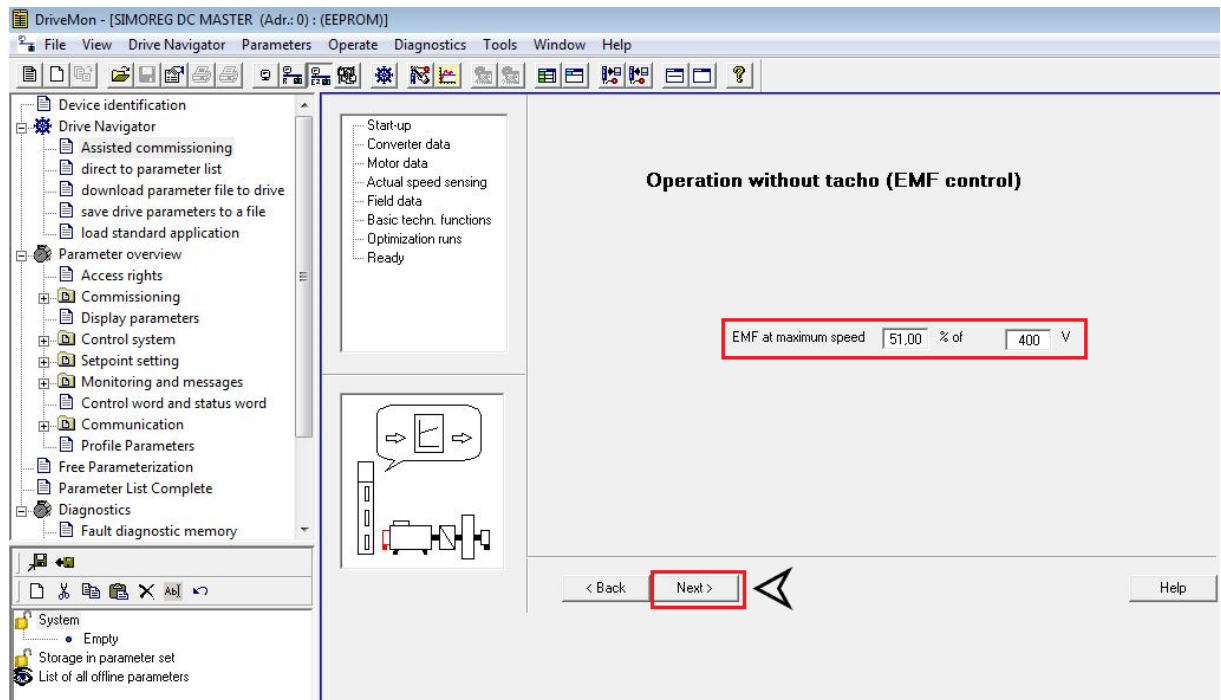 DriveMon - [SIMOREG DC MASTER (Adr.: 0) : (EEPROM)]
File View Drive Navigator Parameters Operate Diagnostics Tools Window Help
Device identification
Drive Navigator
Assisted commissioning
direct to parameter list
download parameter file to drive
save drive parameters to a file
load standard application
Parameter overview
Access rights
Commissioning
Display parameters
Control system
Setpoint setting
Monitoring and messages
Control word and status word
Communication
Profile Parameters
Free Parameterization
Parameter List Complete
Diagnostics
Fault diagnostic memory
System
Empty
Storage in parameter set
List of all offline parameters
Start-up
Converter data
Motor data
Actual speed sensing
Field data
Basic techn. functions
Optimization runs
Ready
Operation without tacho (EMF control)
EMF at maximum speed 51,00 % of 400 V
< Back Next > Help